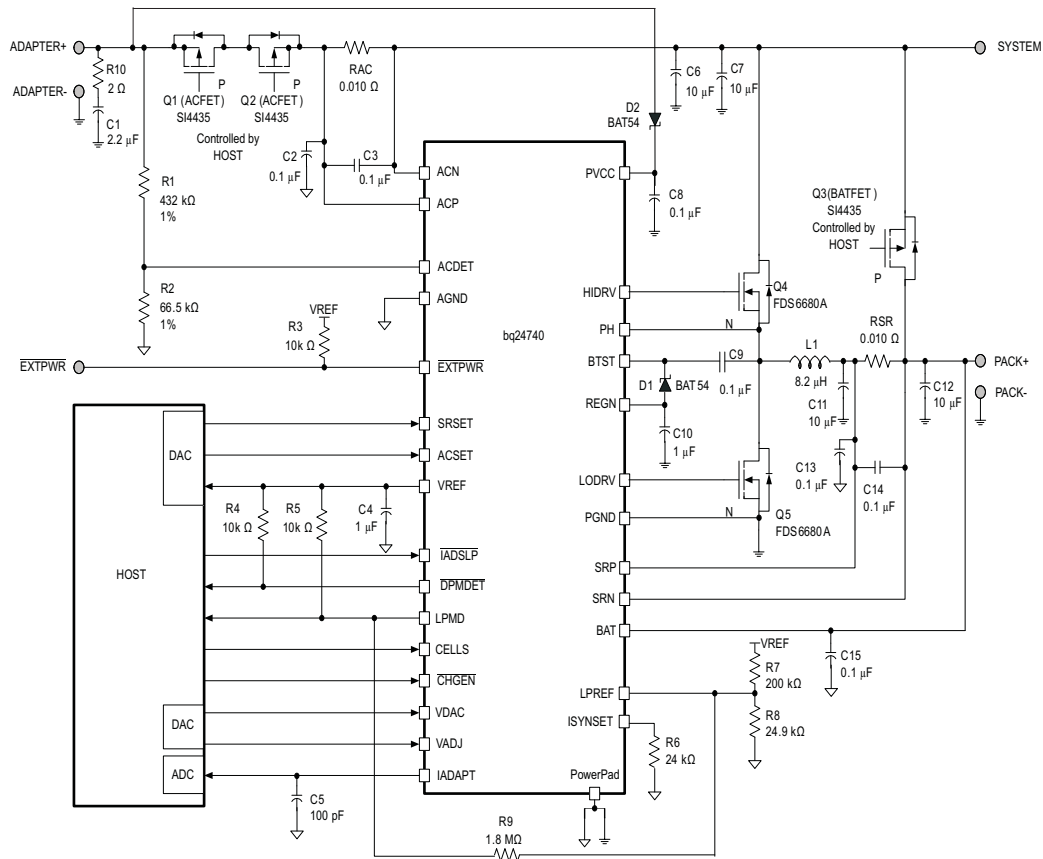 ADAPTER+
SYSTEM
R10
2 Ω
C1
2.2 μF
ADAPTER-
P
Q1 (ACFET)
SI4435
P
Q2 (ACFET)
SI4435
Controlled by
HOST
RAC
0.010 Ω
C6
10 μF
C7
10 μF
D2
BAT54
C2
0.1 μF
C3
0.1 μF
R1
432 kΩ
1%
R2
66.5 kΩ
1%
ACN
ACP
ACDET
AGND
VREF
R3
10k Ω
EXTPWR
EXTPWR
bq24740
PVCC
C8
0.1 μF
Q3(BATFET)
SI4435
Controlled by
HOST
P
HIDRV
Q4
FDS6680A
PH
N
BTST
C9
0.1 μF
D1
BAT54
REGN
C10
1 μF
L1
8.2 μH
RSR
0.010 Ω
PACK+
PACK-
C11
10 μF
C12
10 μF
C13
0.1 μF
C14
0.1 μF
LODRV
PGND
N
Q5
FDS6680A
SRP
SRN
BAT
C15
0.1 μF
HOST
DAC
SRSET
ACSET
VREF
R4
10k Ω
R5
10k Ω
C4
1 μF
IADSLP
DPMDET
LPMD
CELLS
CHGEN
DAC
VDAC
VADJ
ADC
IADAPT
C5
100 pF
LPREF
VREF
R7
200 kΩ
R8
24.9 kΩ
ISYNSET
R6
24 kΩ
PowerPad
R9
1.8 MΩ